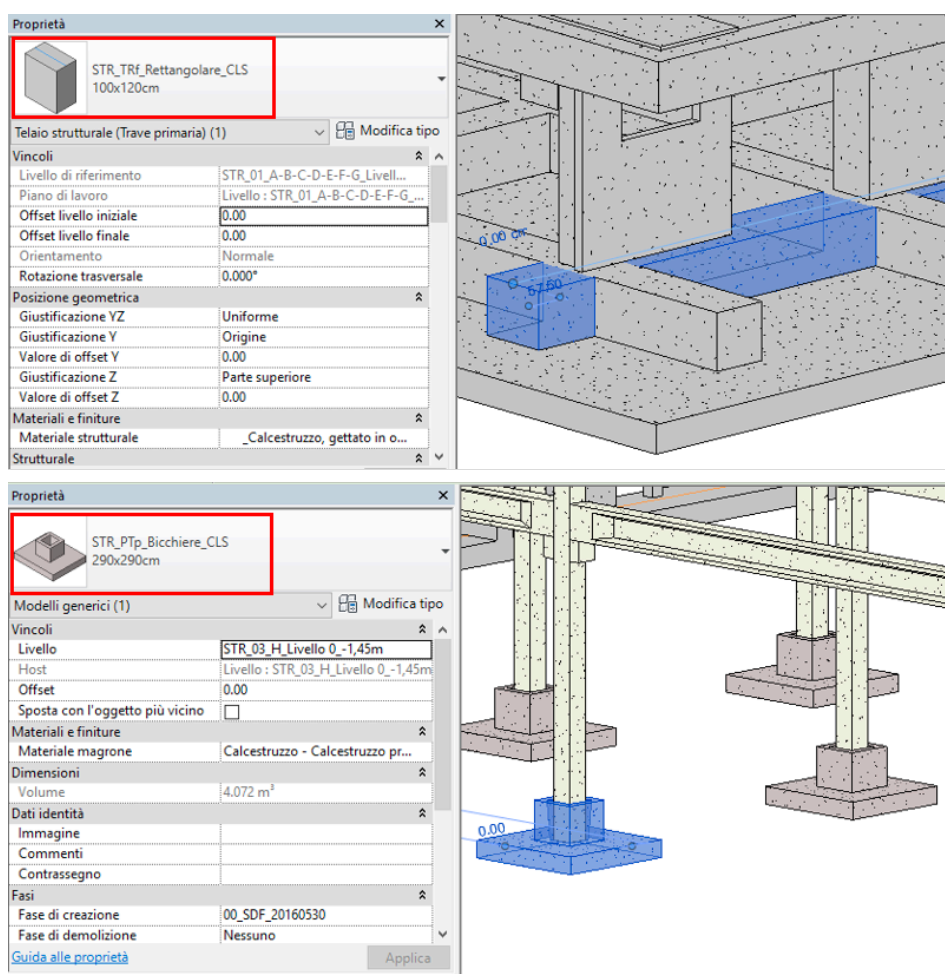 Proprietà
STR_TRf_Rettangolare_CLS
100x120cm
Telaio strutturale (Trave primaria) (1)
Modifica tipo
Vincoli
Livello di riferimento STR_01_A-B-C-D-E-F-G_Livell...
Piano di lavoro Livello : STR_01_A-B-C-D-E-F-G_...
Offset livello iniziale 0.00
Offset livello finale 0.00
Orientamento Normale
Rotazione trasversale 0.000°
Posizione geometrica
Giustificazione YZ Uniforme
Giustificazione Y Origine
Valore di offset Y 0.00
Giustificazione Z Parte superiore
Valore di offset Z 0.00
Materiali e finiture
Materiale strutturale _Calcestruzzo, gettato in o...
Strutturale
0.00 cm
57.50
Proprietà
STR_PTp_Bicchiere_CLS
290x290cm
Modelli generici (1)
Modifica tipo
Vincoli
Livello STR_03_H_Livello 0_-1,45m
Host Livello : STR_03_H_Livello 0_-1,45m
Offset 0.00
Sposta con l'oggetto più vicino
Materiali e finiture
Materiale magrone Calcestruzzo - Calcestruzzo pr...
Dimensioni
Volume 4.072 m³
Dati identità
Immagine
Commenti
Contrassegno
Fasi
Fase di creazione 00_SDF_20160530
Fase di demolizione Nessuno
Guida alle proprietà
Applica
0.00